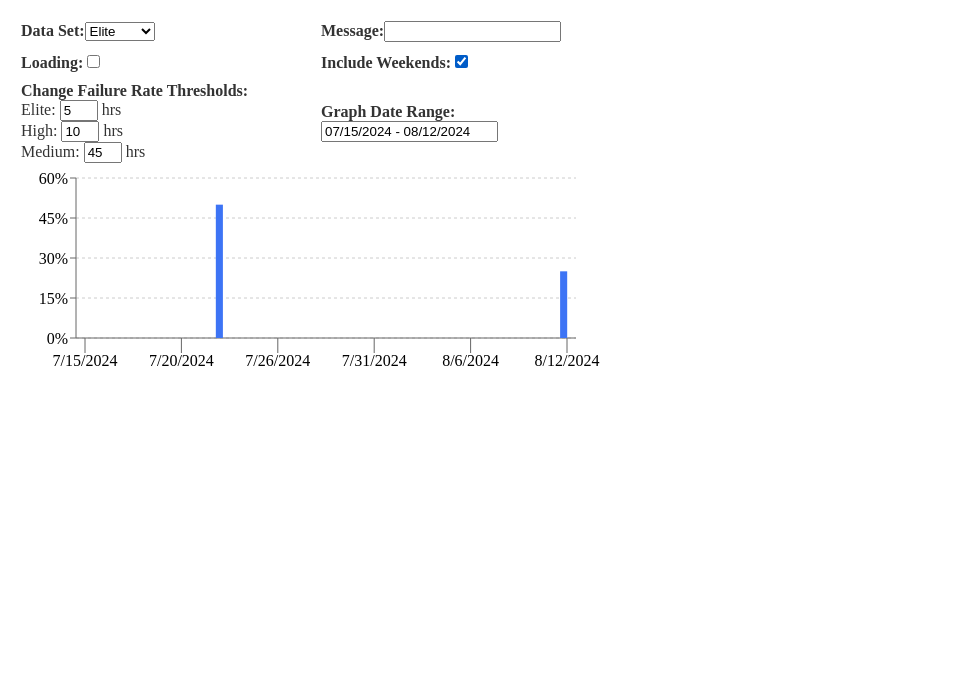 Data Set: Elite
Message:
Loading:
Include Weekends:
Change Failure Rate Thresholds:
Elite: 5 hrs
High: 10 hrs
Medium: 45 hrs
Graph Date Range:
07/15/2024 - 08/12/2024
60%
45%
30%
15%
0%
7/15/2024 7/20/2024 7/26/2024 7/31/2024 8/6/2024 8/12/2024